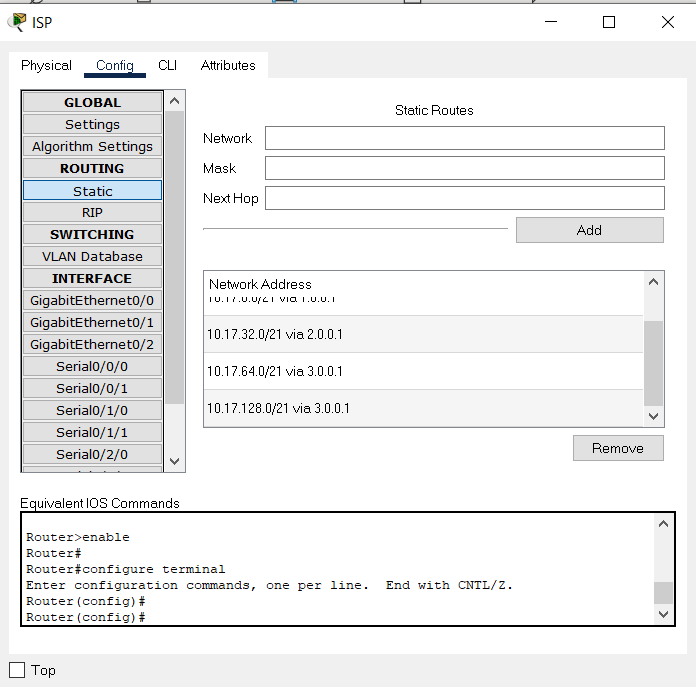 ISP
Physical Config CLI Attributes
GLOBAL
Settings
Algorithm Settings
ROUTING
Static
RIP
SWITCHING
VLAN Database
INTERFACE
GigabitEthernet0/0
GigabitEthernet0/1
GigabitEthernet0/2
Serial0/0/0
Serial0/0/1
Serial0/1/0
Serial0/1/1
Serial0/2/0
Static Routes
Network
Mask
Next Hop
Add
Network Address
10.17.32.0/21 via 2.0.0.1
10.17.64.0/21 via 3.0.0.1
10.17.128.0/21 via 3.0.0.1
Remove
Equivalent IOS Commands
Router>enable
Router#
Router#configure terminal
Enter configuration commands, one per line.  End with CNTL/Z.
Router(config)#
Router(config)#
Top